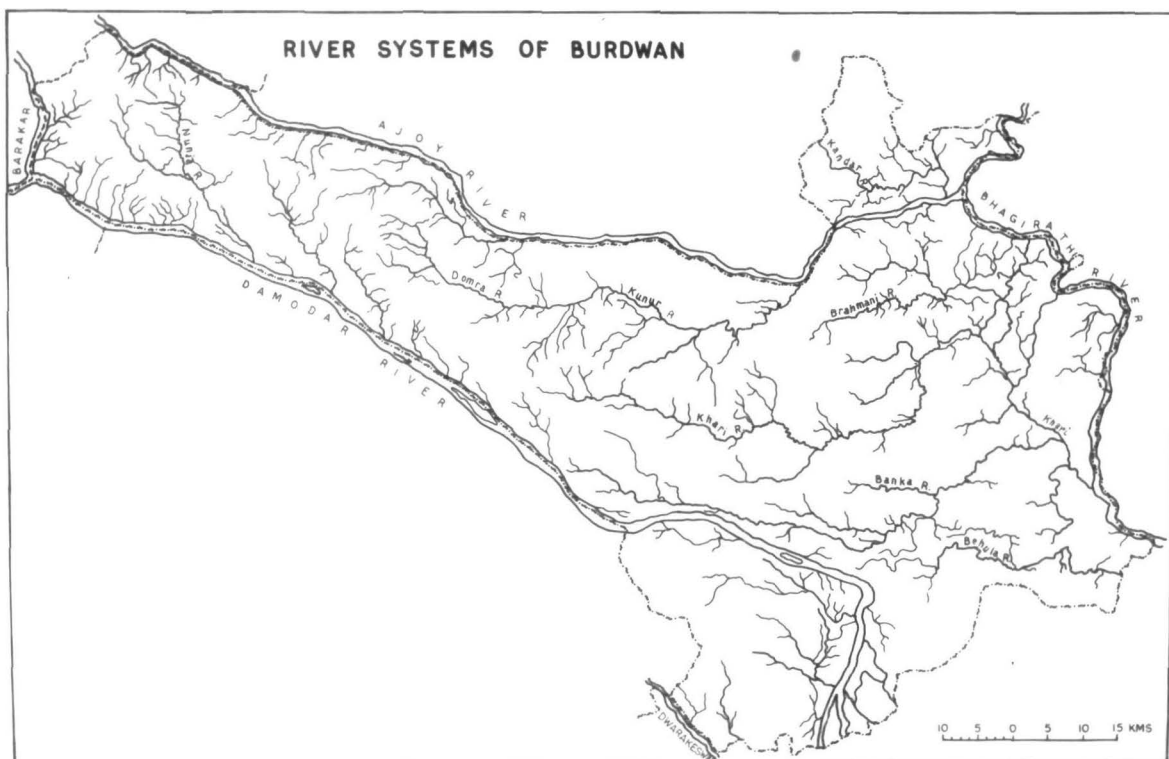 RIVER SYSTEMS OF BURDWAN
BARAKAR
Nunia R.
AJOY RIVER
Kandar R.
BHAGIRATHI RIVER
DAMODAR RIVER
Domra R.
Kunur R.
Brahmani R.
Khari R.
Khari
Banka R.
Behula R.
DWARAKESWAR
10 5 0 5 10 15 KMS